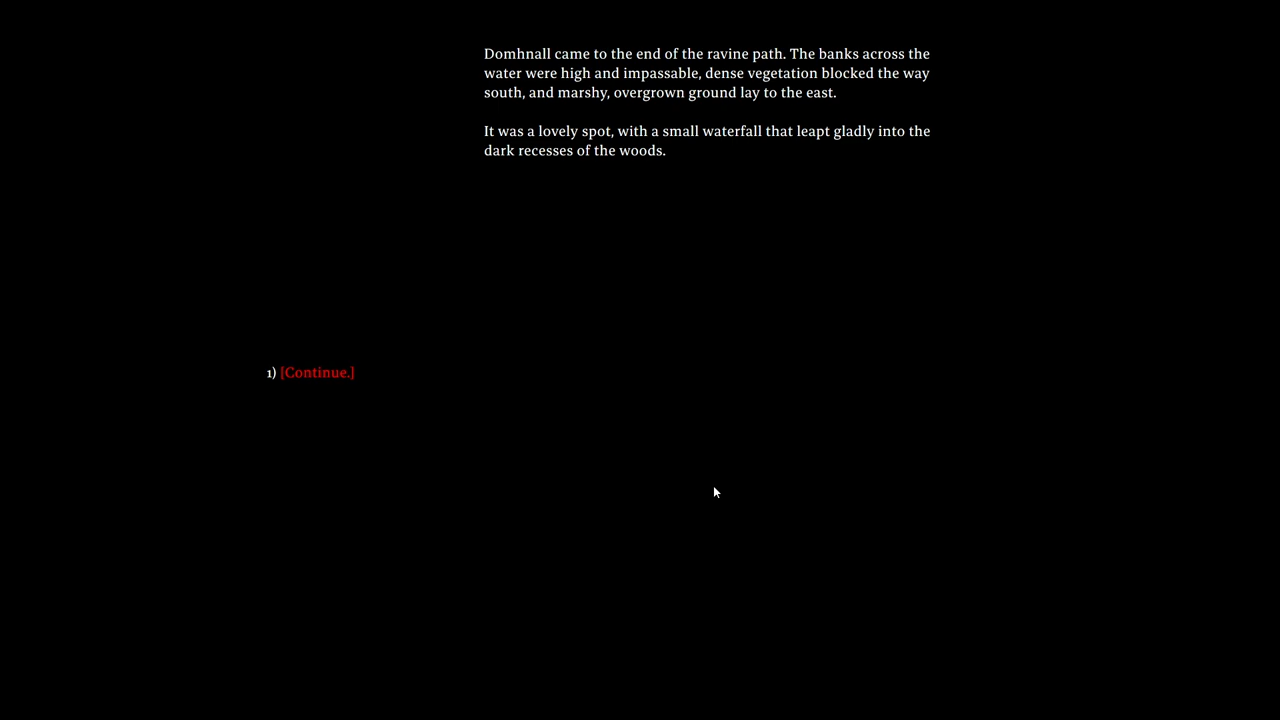 Domhnall came to the end of the ravine path. The banks across the
water were high and impassable, dense vegetation blocked the way
south, and marshy, overgrown ground lay to the east.
It was a lovely spot, with a small waterfall that leapt gladly into the
dark recesses of the woods.
1) [Continue.]